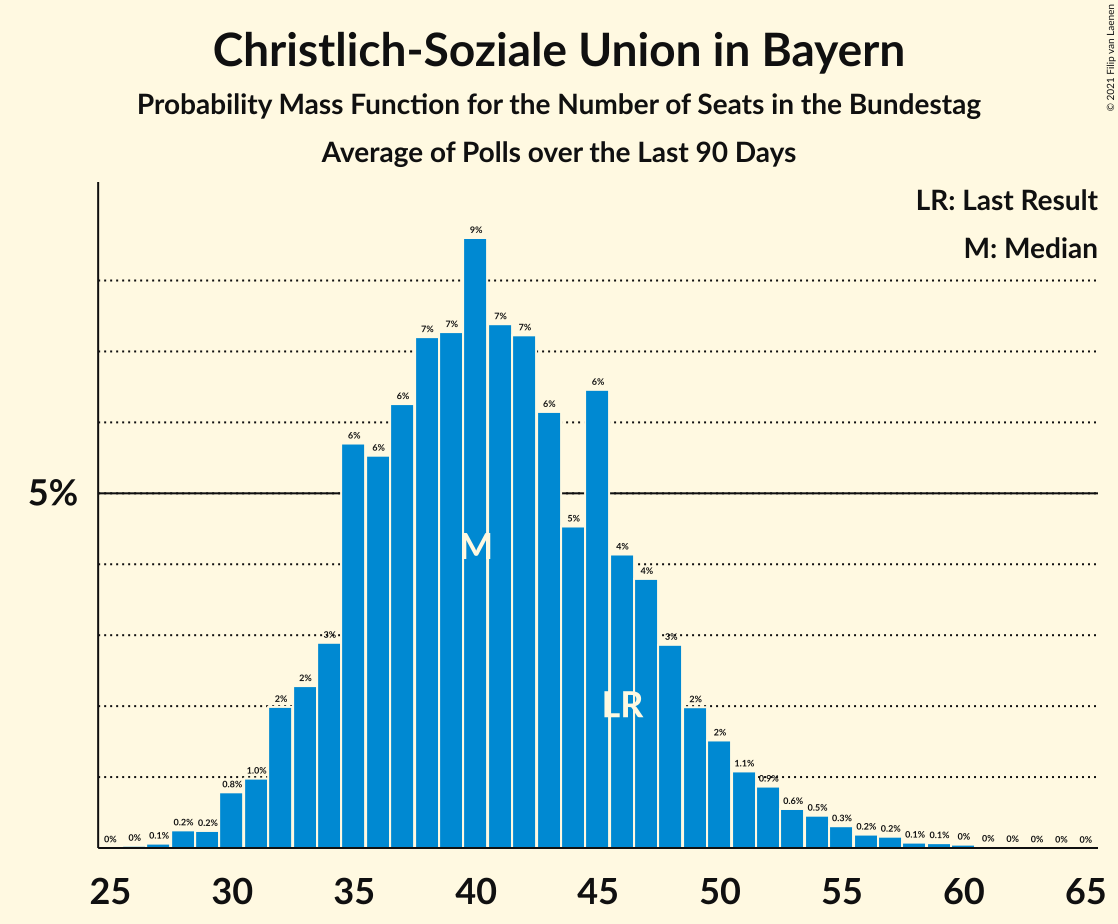 Christlich-Soziale Union in Bayern
Probability Mass Function for the Number of Seats in the Bundestag
Average of Polls over the Last 90 Days
© 2021 Filip van Laenen
LR: Last Result
M: Median
5%
0% 0% 0.1% 0.2% 0.2% 0.8% 1.0% 2% 2% 3% 6% 6% 6% 7% 7% 9% 7% 7% 6% 5% 6% 4% 4% 3% 2% 2% 1.1% 0.9% 0.6% 0.5% 0.3% 0.2% 0.2% 0.1% 0.1% 0% 0% 0% 0% 0% 0%
M
LR
25 30 35 40 45 50 55 60 65